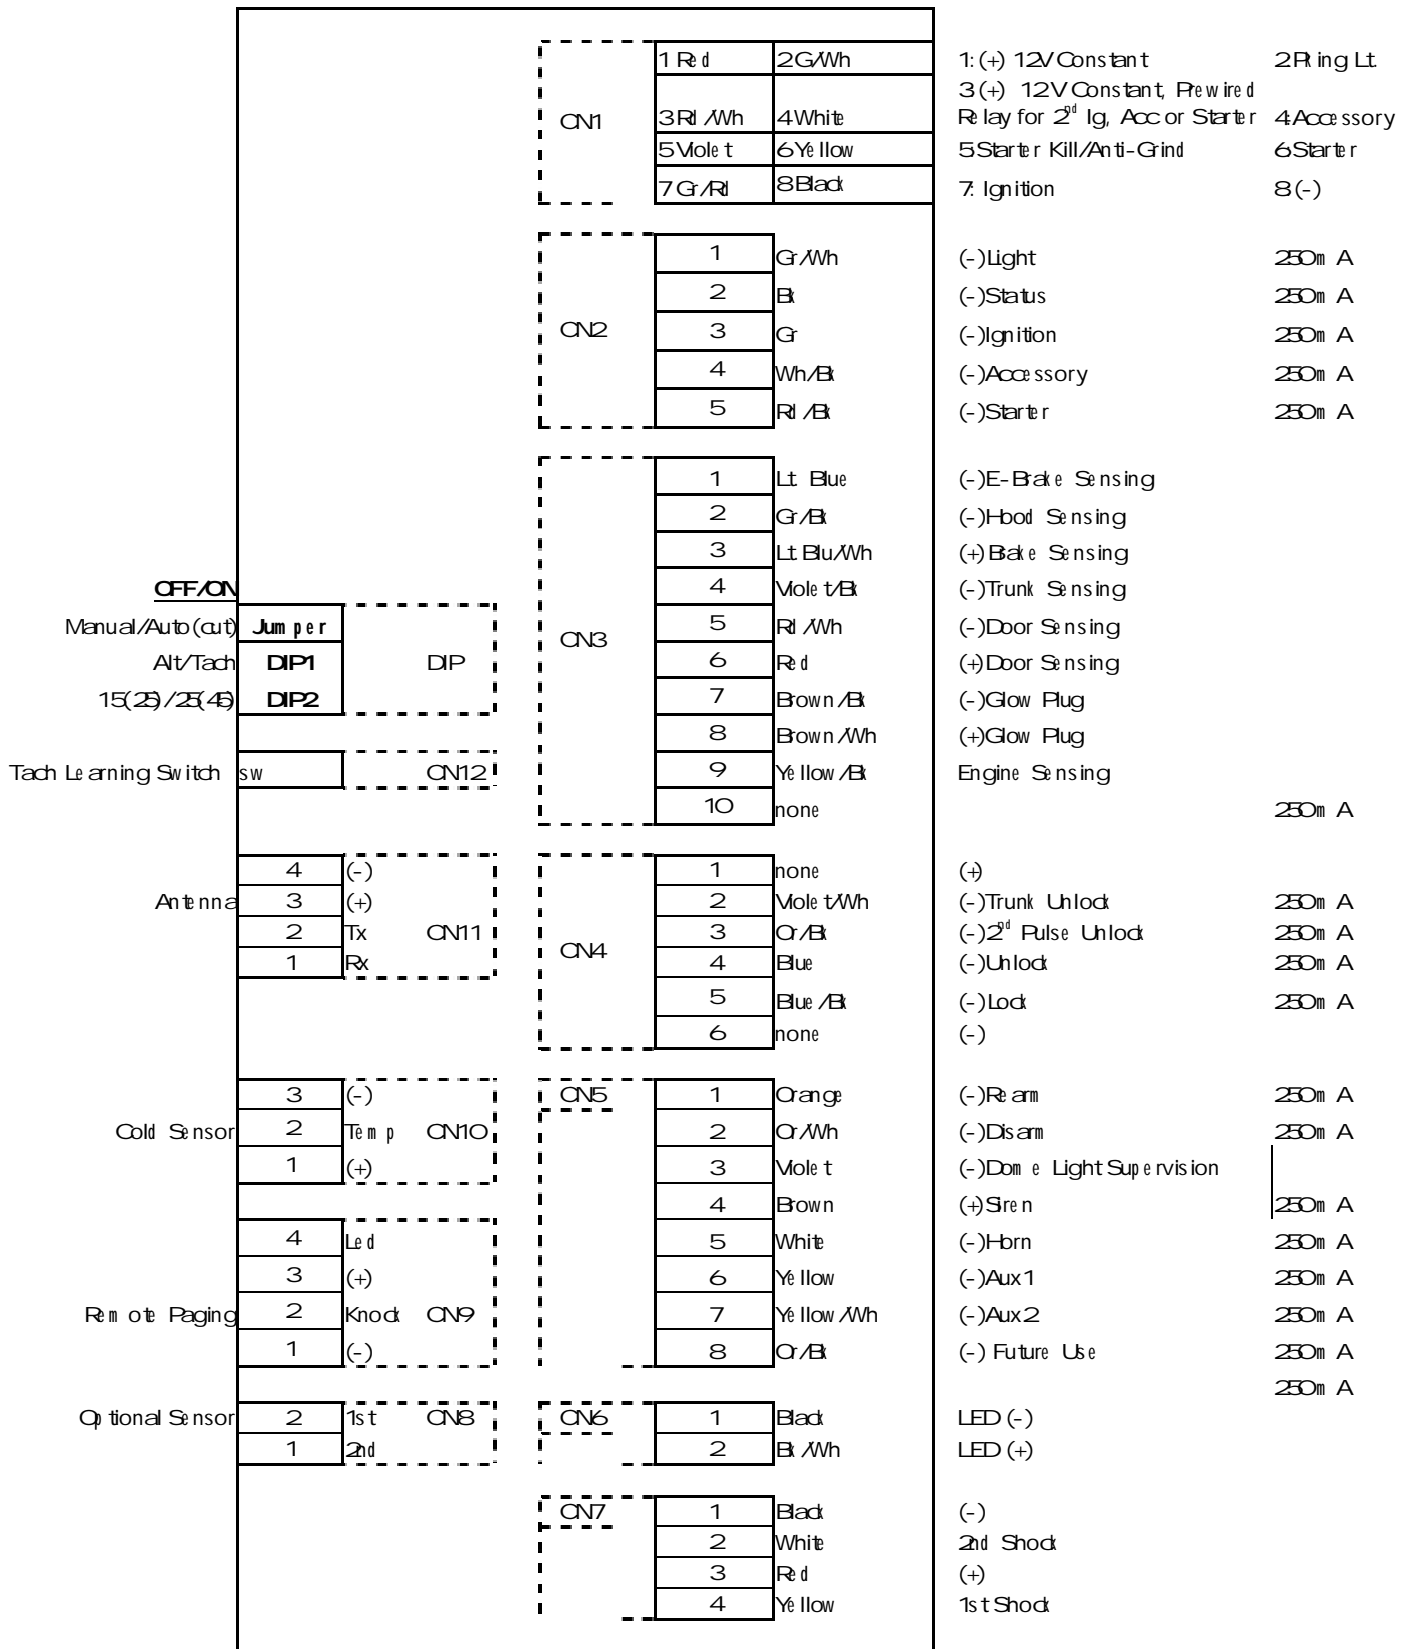 1 Red 2 G/Wh 1: (+) 12V Constant 2:Pking Lt.
3:(+) 12V Constant, Prewired
CN1 3 Rd/Wh 4 White Relay for 2nd Ig, Acc or Starter 4:Accessory
5 Violet 6 Yellow 5:Starter Kill/Anti-Grind 6:Starter
7 Gr/Rd 8 Black 7: Ignition 8:(-)
1 Gr/Wh (-)Light 250mA
2 Bk (-)Status 250mA
CN2 3 Gr (-)Ignition 250mA
4 Wh/Bk (-)Accessory 250mA
5 Rd/Bk (-)Starter 250mA
1 Lt. Blue (-)E-Brake Sensing
2 Gr/Bk (-)Hood Sensing
3 Lt.Blu/Wh (+)Brake Sensing
OFF/ON 4 Violet/Bk (-)Trunk Sensing
Manual/Auto(cut) Jumper CN3 5 Rd/Wh (-)Door Sensing
Alt/Tach DIP1 DIP 6 Red (+)Door Sensing
15(25)/25(45) DIP2 7 Brown/Bk (-)Glow Plug
8 Brown/Wh (+)Glow Plug
Tach Learning Switch sw CN12 9 Yellow/Bk Engine Sensing
10 none 250mA
4 (-) 1 none (+)
Antenna 3 (+) 2 Violet/Wh (-)Trunk Unlock 250mA
2 Tx CN11 CN4 3 Or/Bk (-)2nd Pulse Unlock 250mA
1 Rx 4 Blue (-)Unlock 250mA
5 Blue/Bk (-)Lock 250mA
6 none (-)
3 (-) CN5 1 Orange (-)Rearm 250mA
Cold Sensor 2 Temp CN10 2 Or/Wh (-)Disarm 250mA
1 (+) 3 Violet (-)Dome Light Supervision
4 Brown (+)Siren 250mA
4 Led 5 White (-)Horn 250mA
3 (+) 6 Yellow (-)Aux1 250mA
Remote Paging 2 Knock CN9 7 Yellow/Wh (-)Aux2 250mA
1 (-) 8 Or/Bk (-) Future Use 250mA
250mA
Optional Sensor 2 1st CN8 CN6 1 Black LED (-)
1 2nd 2 Bk/Wh LED (+)
CN7 1 Black (-)
2 White 2nd Shock
3 Red (+)
4 Yellow 1st Shock